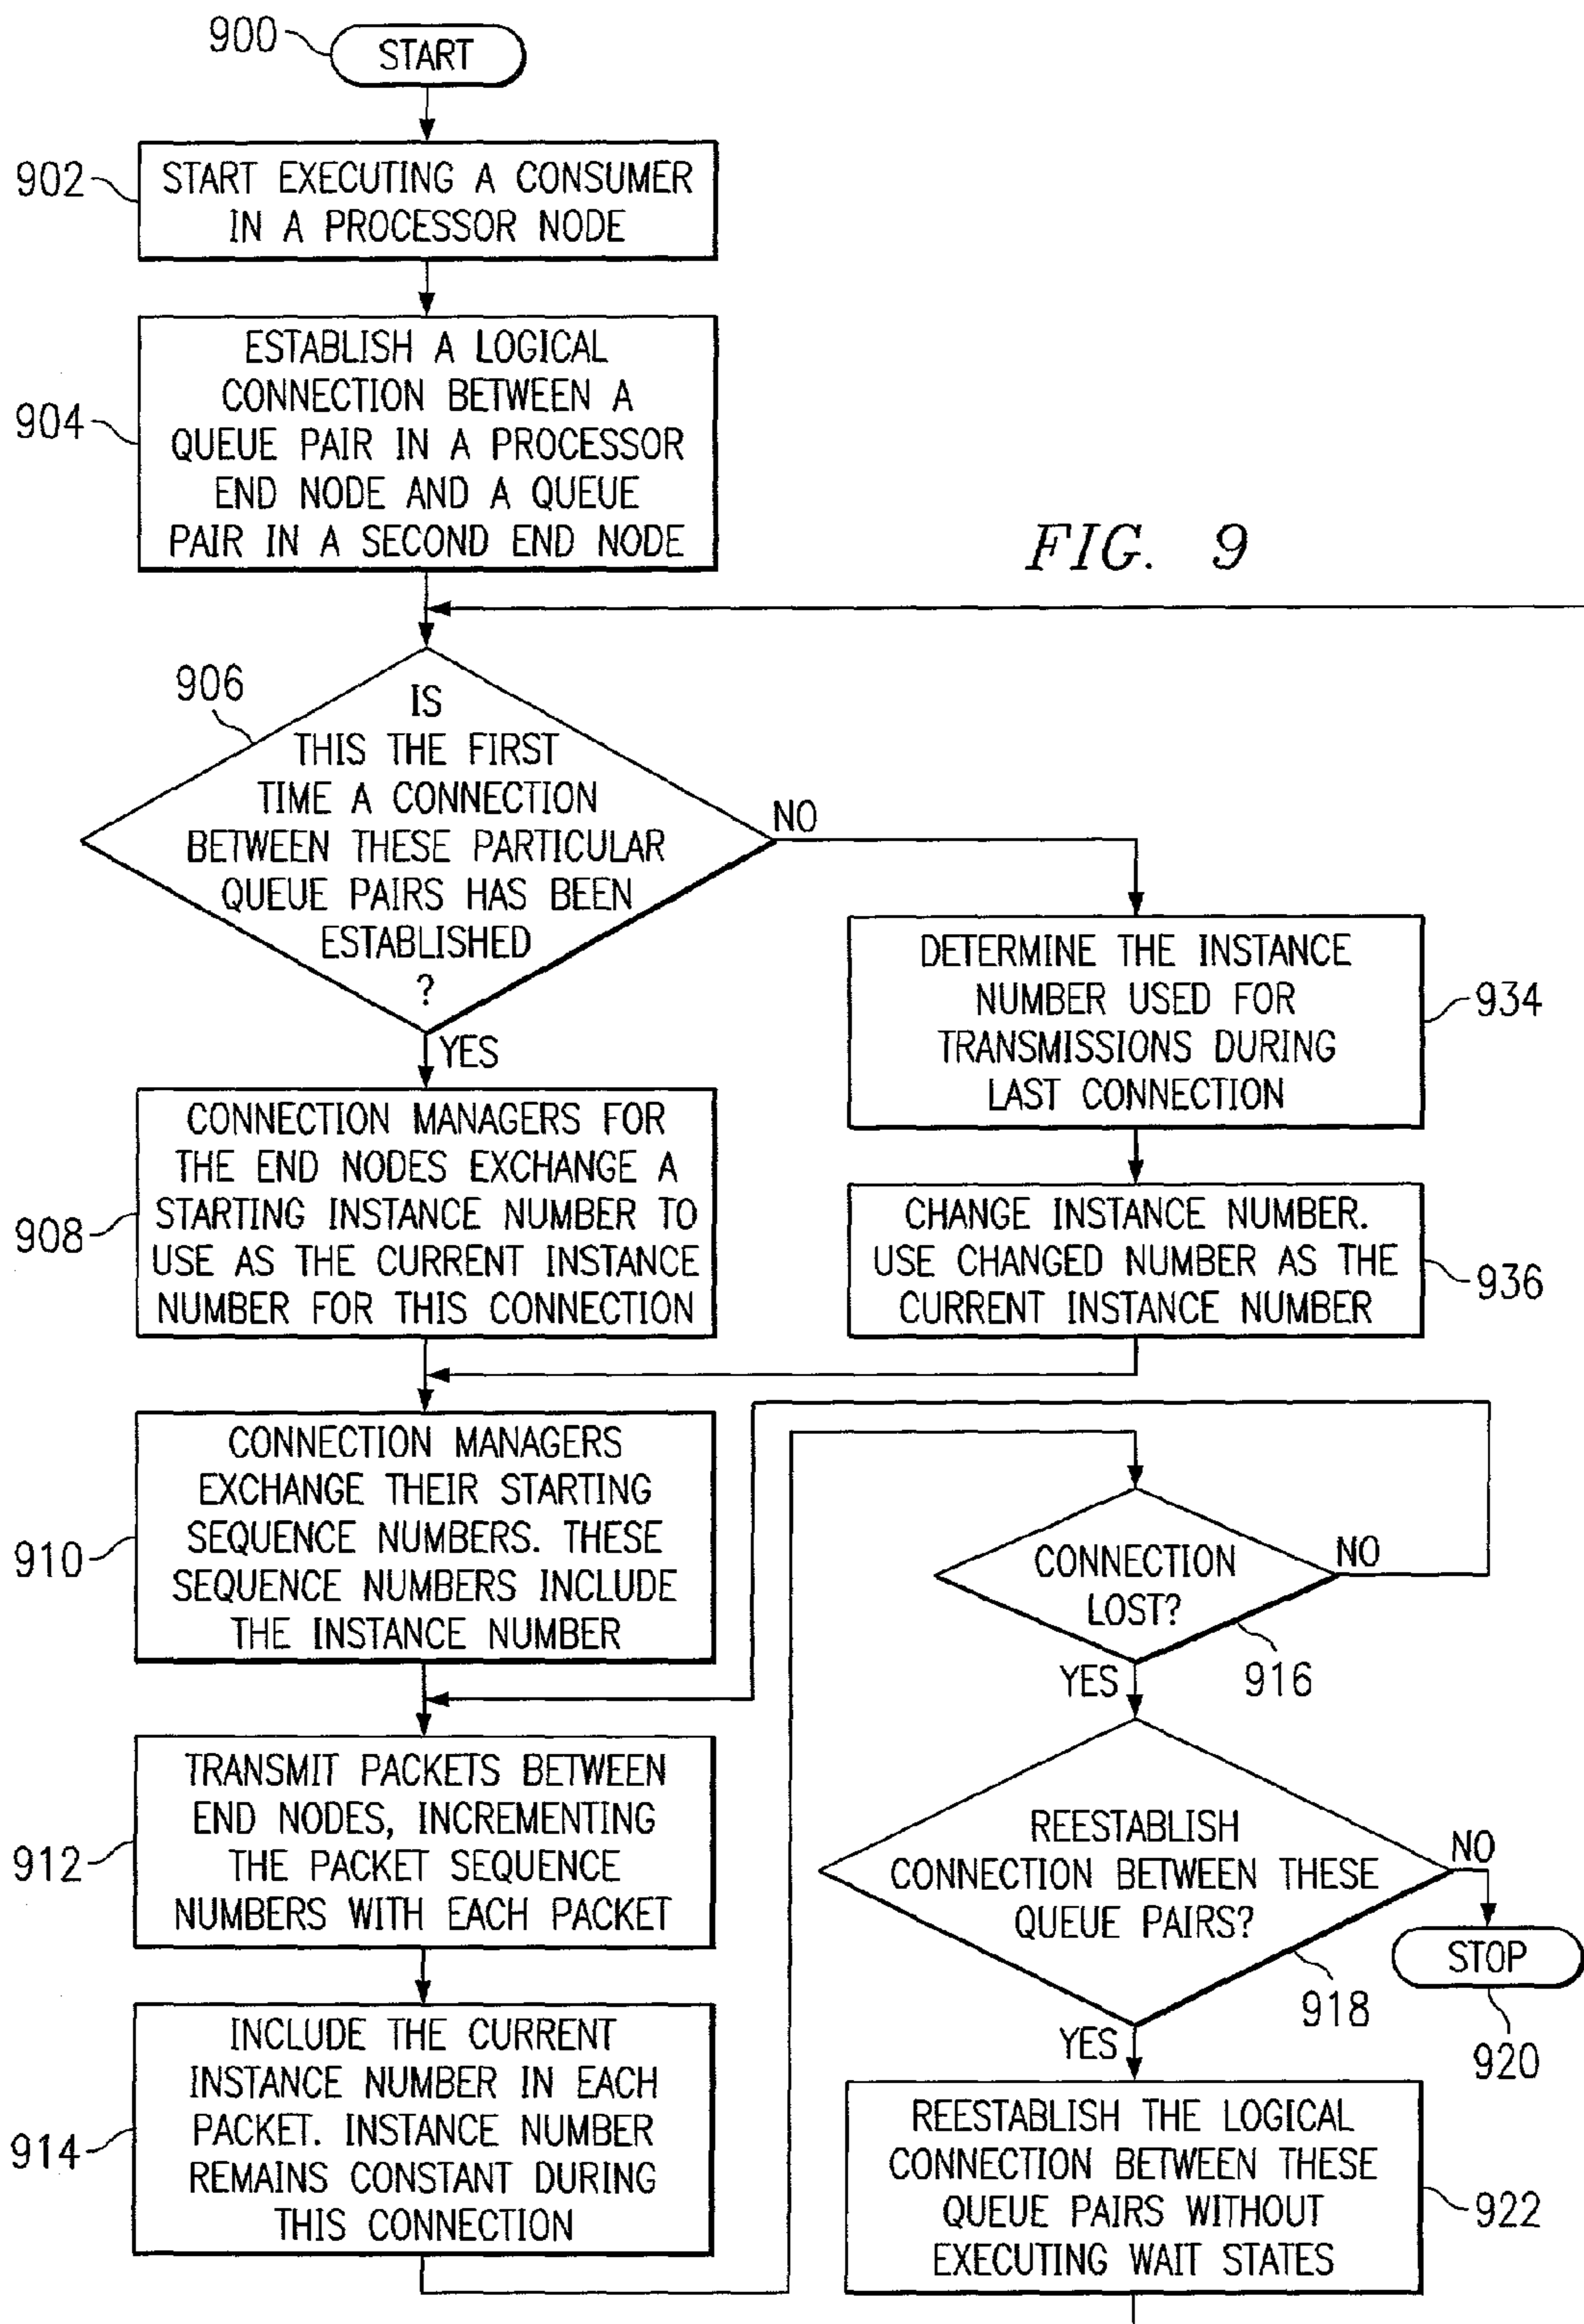 900
START
902
START EXECUTING A CONSUMER
IN A PROCESSOR NODE
904
ESTABLISH A LOGICAL
CONNECTION BETWEEN A
QUEUE PAIR IN A PROCESSOR
END NODE AND A QUEUE
PAIR IN A SECOND END NODE
FIG. 9
906
IS
THIS THE FIRST
TIME A CONNECTION
BETWEEN THESE PARTICULAR
QUEUE PAIRS HAS BEEN
ESTABLISHED
?
NO
YES
DETERMINE THE INSTANCE
NUMBER USED FOR
TRANSMISSIONS DURING
LAST CONNECTION
934
CHANGE INSTANCE NUMBER.
USE CHANGED NUMBER AS THE
CURRENT INSTANCE NUMBER
936
908
CONNECTION MANAGERS FOR
THE END NODES EXCHANGE A
STARTING INSTANCE NUMBER TO
USE AS THE CURRENT INSTANCE
NUMBER FOR THIS CONNECTION
910
CONNECTION MANAGERS
EXCHANGE THEIR STARTING
SEQUENCE NUMBERS. THESE
SEQUENCE NUMBERS INCLUDE
THE INSTANCE NUMBER
912
TRANSMIT PACKETS BETWEEN
END NODES, INCREMENTING
THE PACKET SEQUENCE
NUMBERS WITH EACH PACKET
914
INCLUDE THE CURRENT
INSTANCE NUMBER IN EACH
PACKET. INSTANCE NUMBER
REMAINS CONSTANT DURING
THIS CONNECTION
CONNECTION
LOST?
NO
916
YES
REESTABLISH
CONNECTION BETWEEN THESE
QUEUE PAIRS?
NO
918
STOP
920
YES
REESTABLISH THE LOGICAL
CONNECTION BETWEEN THESE
QUEUE PAIRS WITHOUT
EXECUTING WAIT STATES
922